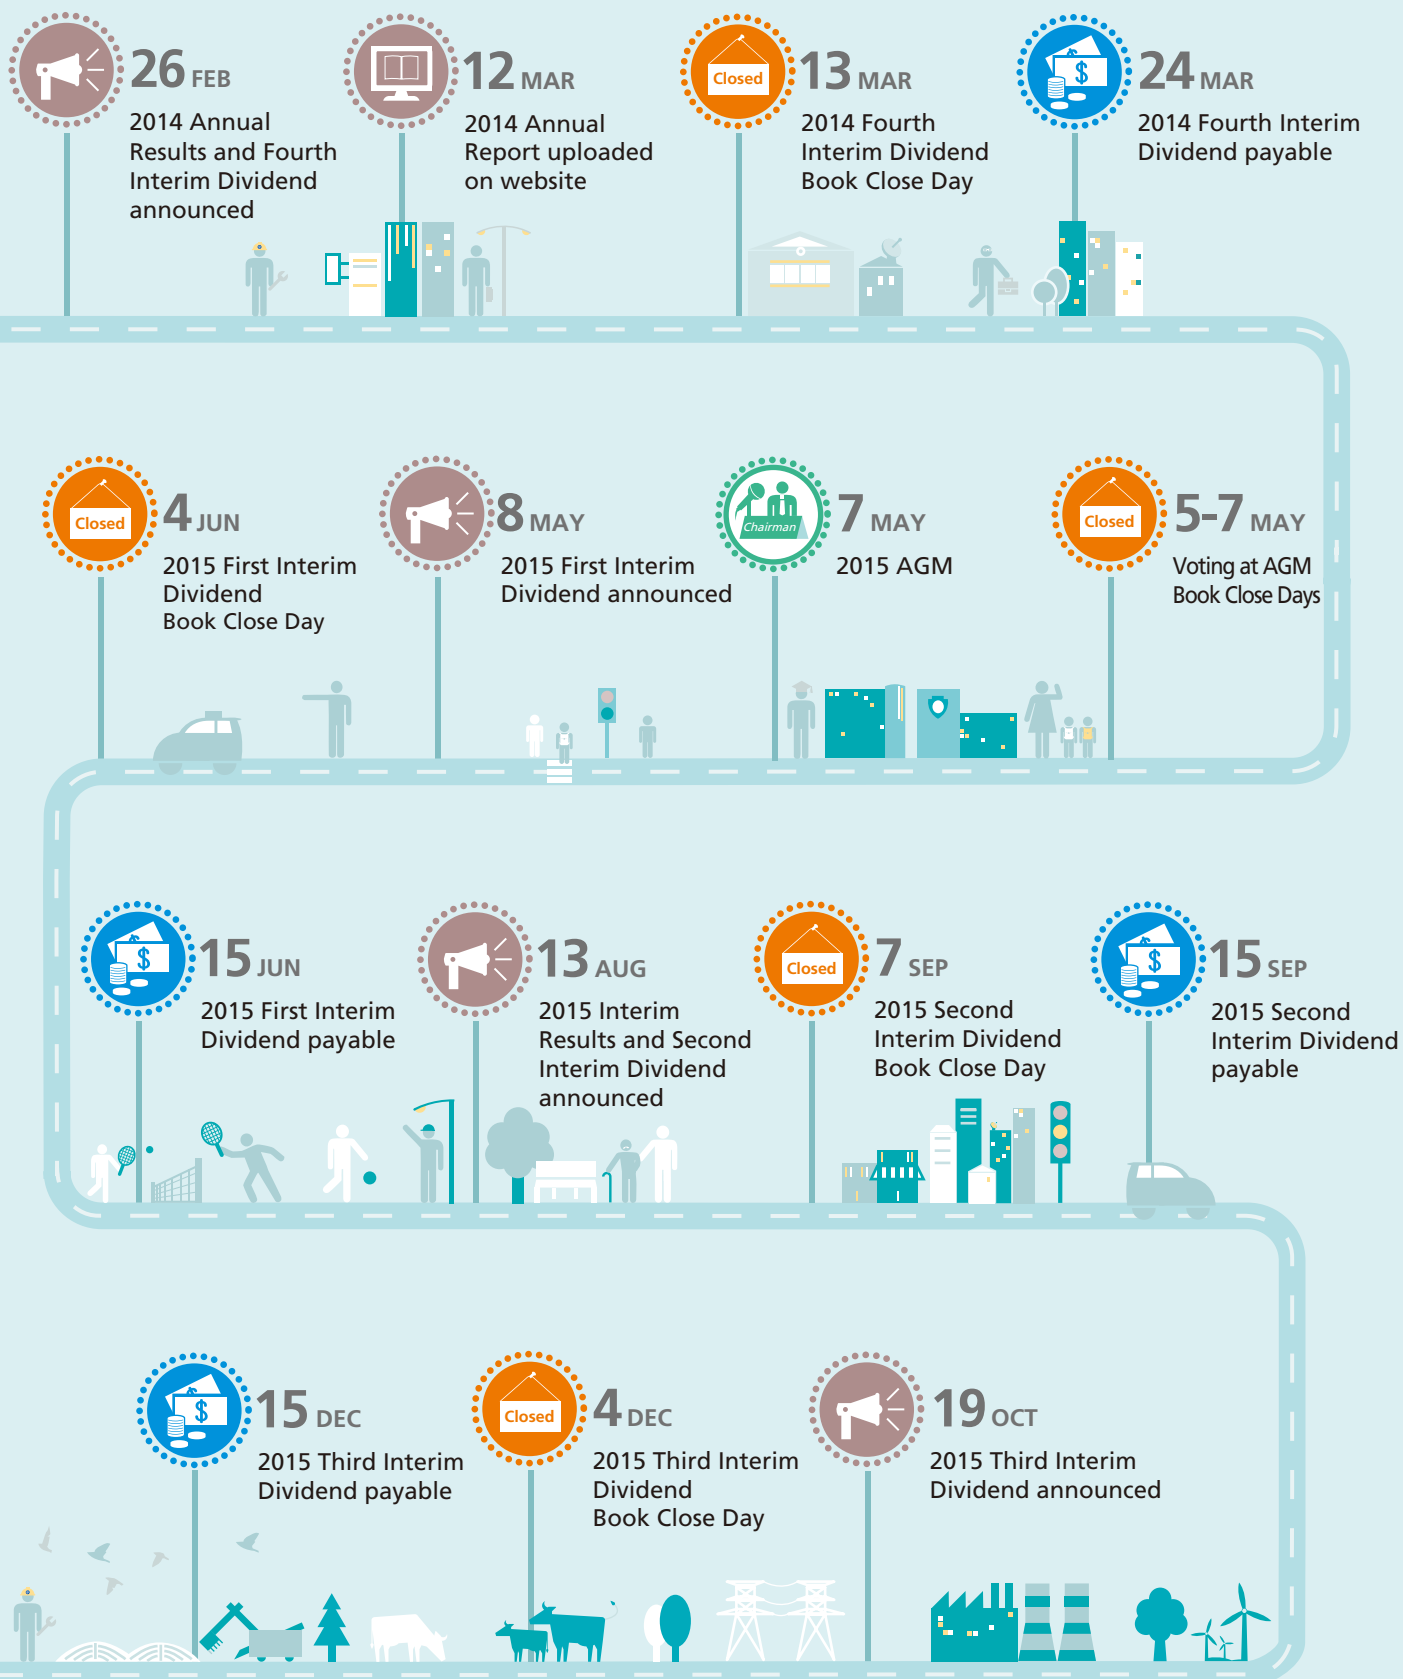 26 FEB
2014 Annual
Results and Fourth
Interim Dividend
announced
12 MAR
2014 Annual
Report uploaded
on website
Closed
13 MAR
2014 Fourth
Interim Dividend
Book Close Day
$
24 MAR
2014 Fourth Interim
Dividend payable
Closed
4 JUN
2015 First Interim
Dividend
Book Close Day
8 MAY
2015 First Interim
Dividend announced
Chairman
7 MAY
2015 AGM
Closed
5-7 MAY
Voting at AGM
Book Close Days
$
15 JUN
2015 First Interim
Dividend payable
13 AUG
2015 Interim
Results and Second
Interim Dividend
announced
Closed
7 SEP
2015 Second
Interim Dividend
Book Close Day
$
15 SEP
2015 Second
Interim Dividend
payable
$
15 DEC
2015 Third Interim
Dividend payable
Closed
4 DEC
2015 Third Interim
Dividend
Book Close Day
19 OCT
2015 Third Interim
Dividend announced